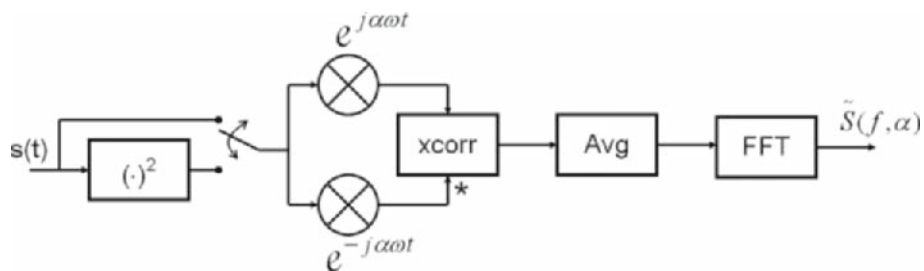 e^{jαωt}
s(t)
(·)²
xcorr
*
Avg
FFT
S̃(f,α)
e^{-jαωt}